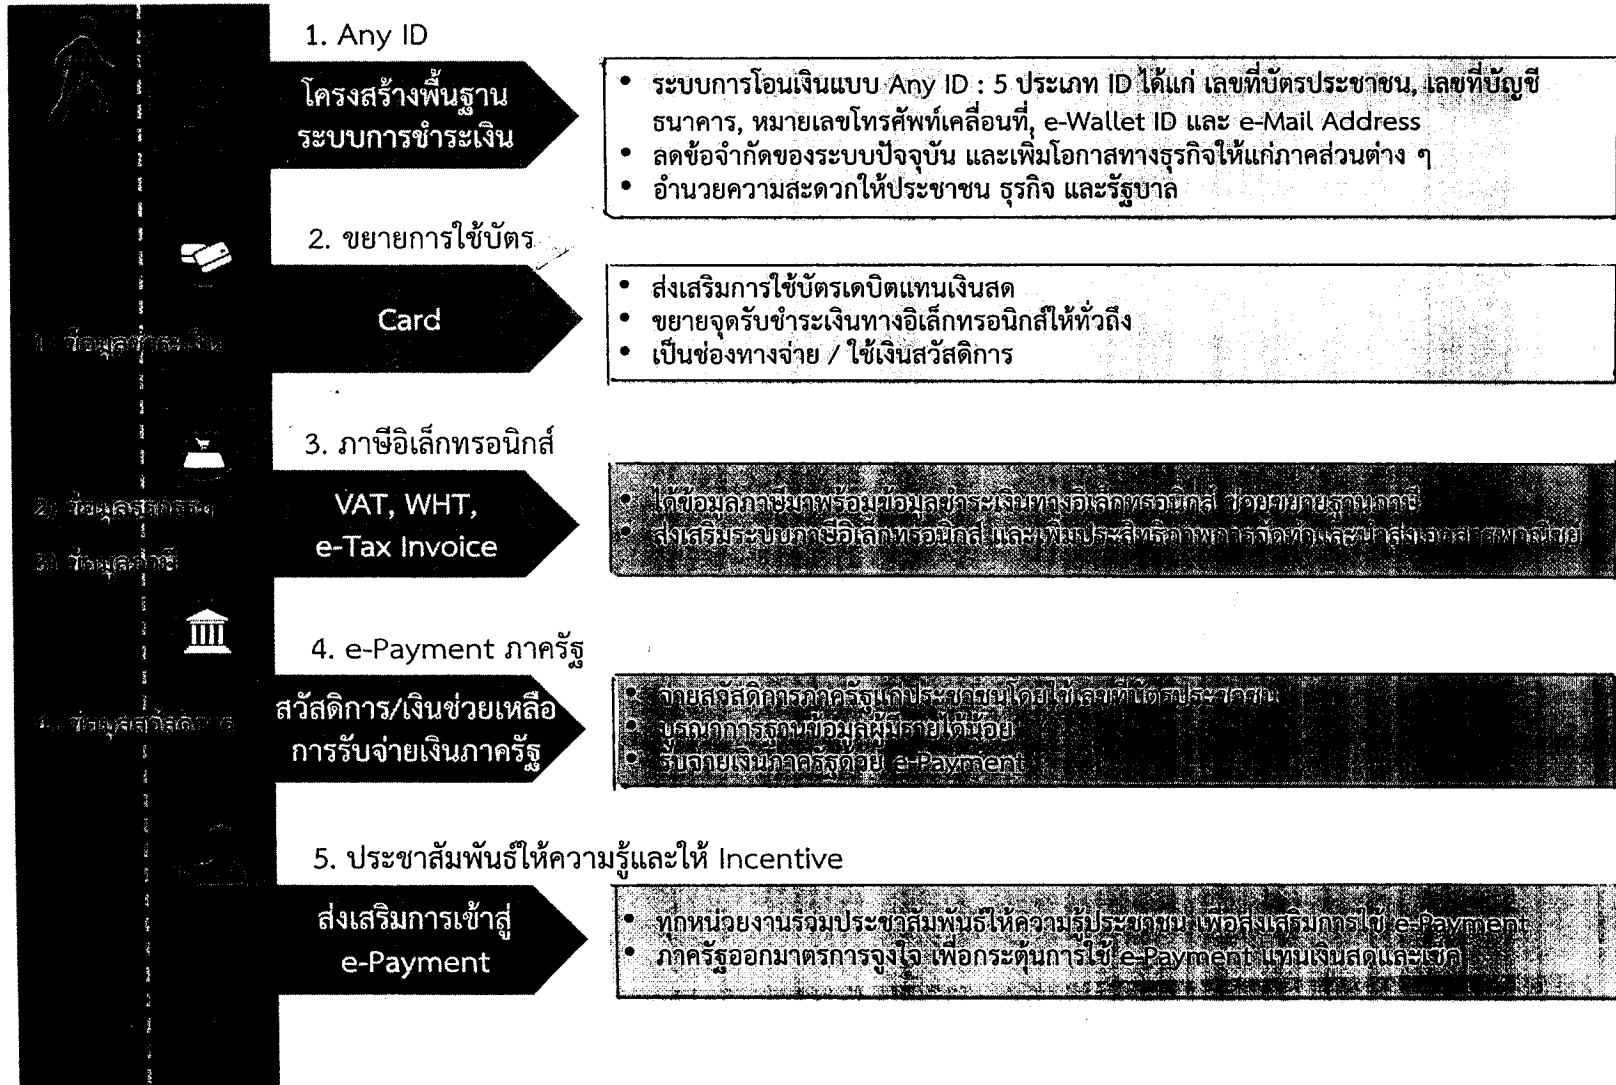 1. Any ID
โครงสร้างพื้นฐาน
ระบบการชำระเงิน
• ระบบการโอนเงินแบบ Any ID : 5 ประเภท ID ได้แก่ เลขที่บัตรประชาชน, เลขที่บัญชี
ธนาคาร, หมายเลขโทรศัพท์เคลื่อนที่, e-Wallet ID และ e-Mail Address
• ลดข้อจำกัดของระบบปัจจุบัน และเพิ่มโอกาสทางธุรกิจให้แก่ภาคส่วนต่าง ๆ
• อำนวยความสะดวกให้ประชาชน ธุรกิจ และรัฐบาล
2. ขยายการใช้บัตร
Card
• ส่งเสริมการใช้บัตรเดบิตแทนเงินสด
• ขยายจุดรับชำระเงินทางอิเล็กทรอนิกส์ให้ทั่วถึง
• เป็นช่องทางจ่าย / ใช้เงินสวัสดิการ
1. ข้อมูลชำระเงิน
3. ภาษีอิเล็กทรอนิกส์
VAT, WHT,
e-Tax Invoice
• ได้ข้อมูลภาษีมาพร้อมข้อมูลชำระเงินทางอิเล็กทรอนิกส์ ช่วยขยายฐานภาษี
• ส่งเสริมระบบภาษีอิเล็กทรอนิกส์ และเพิ่มประสิทธิภาพการจัดทำและนำส่งเอกสาร
3. ข้อมูลภาษี
4. e-Payment ภาครัฐ
สวัสดิการ/เงินช่วยเหลือ
การรับจ่ายเงินภาครัฐ
• จ่ายสวัสดิการภาครัฐแก่ประชาชนโดยใช้เลขที่บัตรประชาชน
• บูรณาการฐานข้อมูลผู้มีรายได้น้อย
• รับจ่ายเงินภาครัฐด้วย e-Payment
4. ข้อมูลสวัสดิการ
5. ประชาสัมพันธ์ให้ความรู้และให้ Incentive
ส่งเสริมการเข้าสู่
e-Payment
• ทุกหน่วยงานร่วมประชาสัมพันธ์ให้ความรู้ประชาชน เพื่อส่งเสริมการใช้ e-Payment
• ภาครัฐออกมาตรการจูงใจ เพื่อกระตุ้นการใช้ e-Payment แทนเงินสดและเช็ค